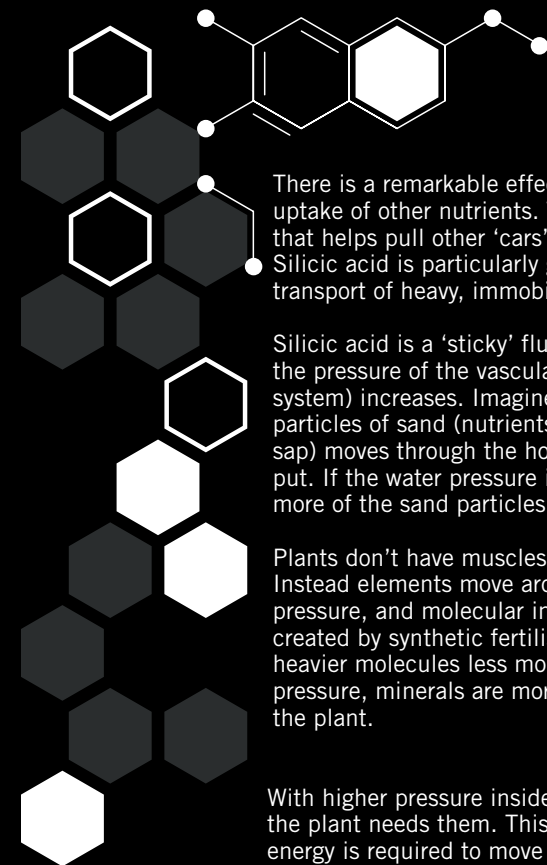 There is a remarkable effe
uptake of other nutrients.
that helps pull other ‘cars’
Silicic acid is particularly
transport of heavy, immobi
Silicic acid is a ‘sticky’ flu
the pressure of the vascula
system) increases. Imagine
particles of sand (nutrients
sap) moves through the ho
put. If the water pressure i
more of the sand particles
Plants don’t have muscles
Instead elements move aro
pressure, and molecular in
created by synthetic fertili
heavier molecules less mo
pressure, minerals are mor
the plant.
With higher pressure inside
the plant needs them. This
energy is required to move